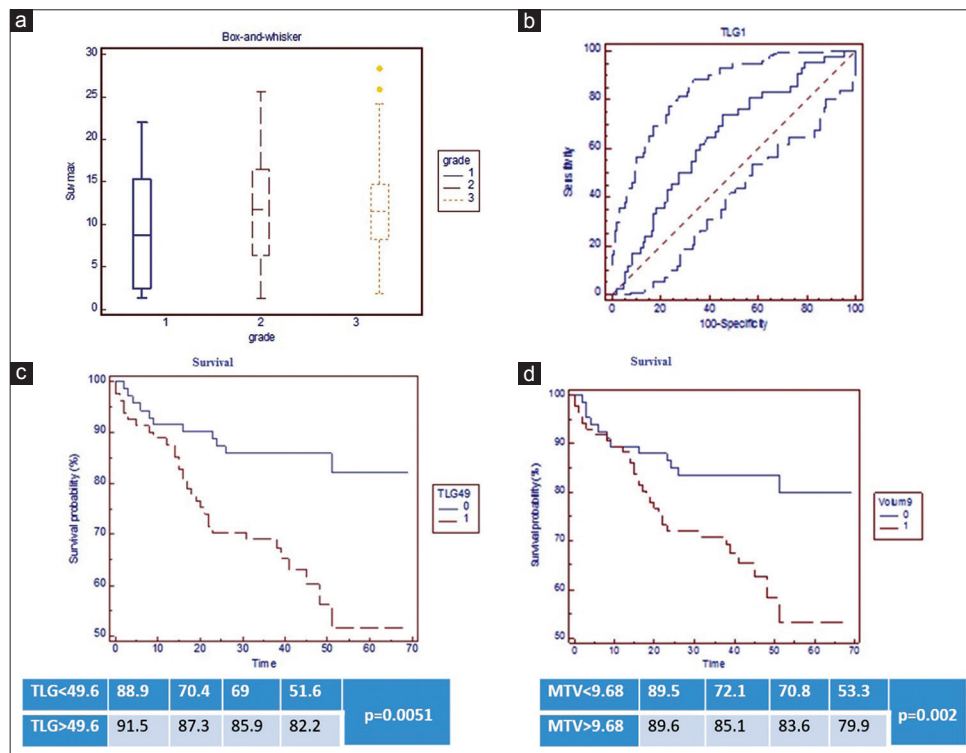 a
Box-and-whisker
Suv max
30
25
20
15
10
5
0
1
2
3
grade
grade
1
2
3
b
TLG1
Sensitivity
100
80
60
40
20
0
0
20
40
60
80
100
100-Specificity
c
Survival
Survival probability (%)
100
90
80
70
60
50
0
10
20
30
40
50
60
70
Time
TLG49
0
1
TLG<49.6 88.9 70.4 69 51.6
p=0.0051
TLG>49.6 91.5 87.3 85.9 82.2
d
Survival
Survival probability (%)
100
90
80
70
60
50
0
10
20
30
40
50
60
70
Time
Volum9
0
1
MTV<9.68 89.5 72.1 70.8 53.3
p=0.002
MTV>9.68 89.6 85.1 83.6 79.9